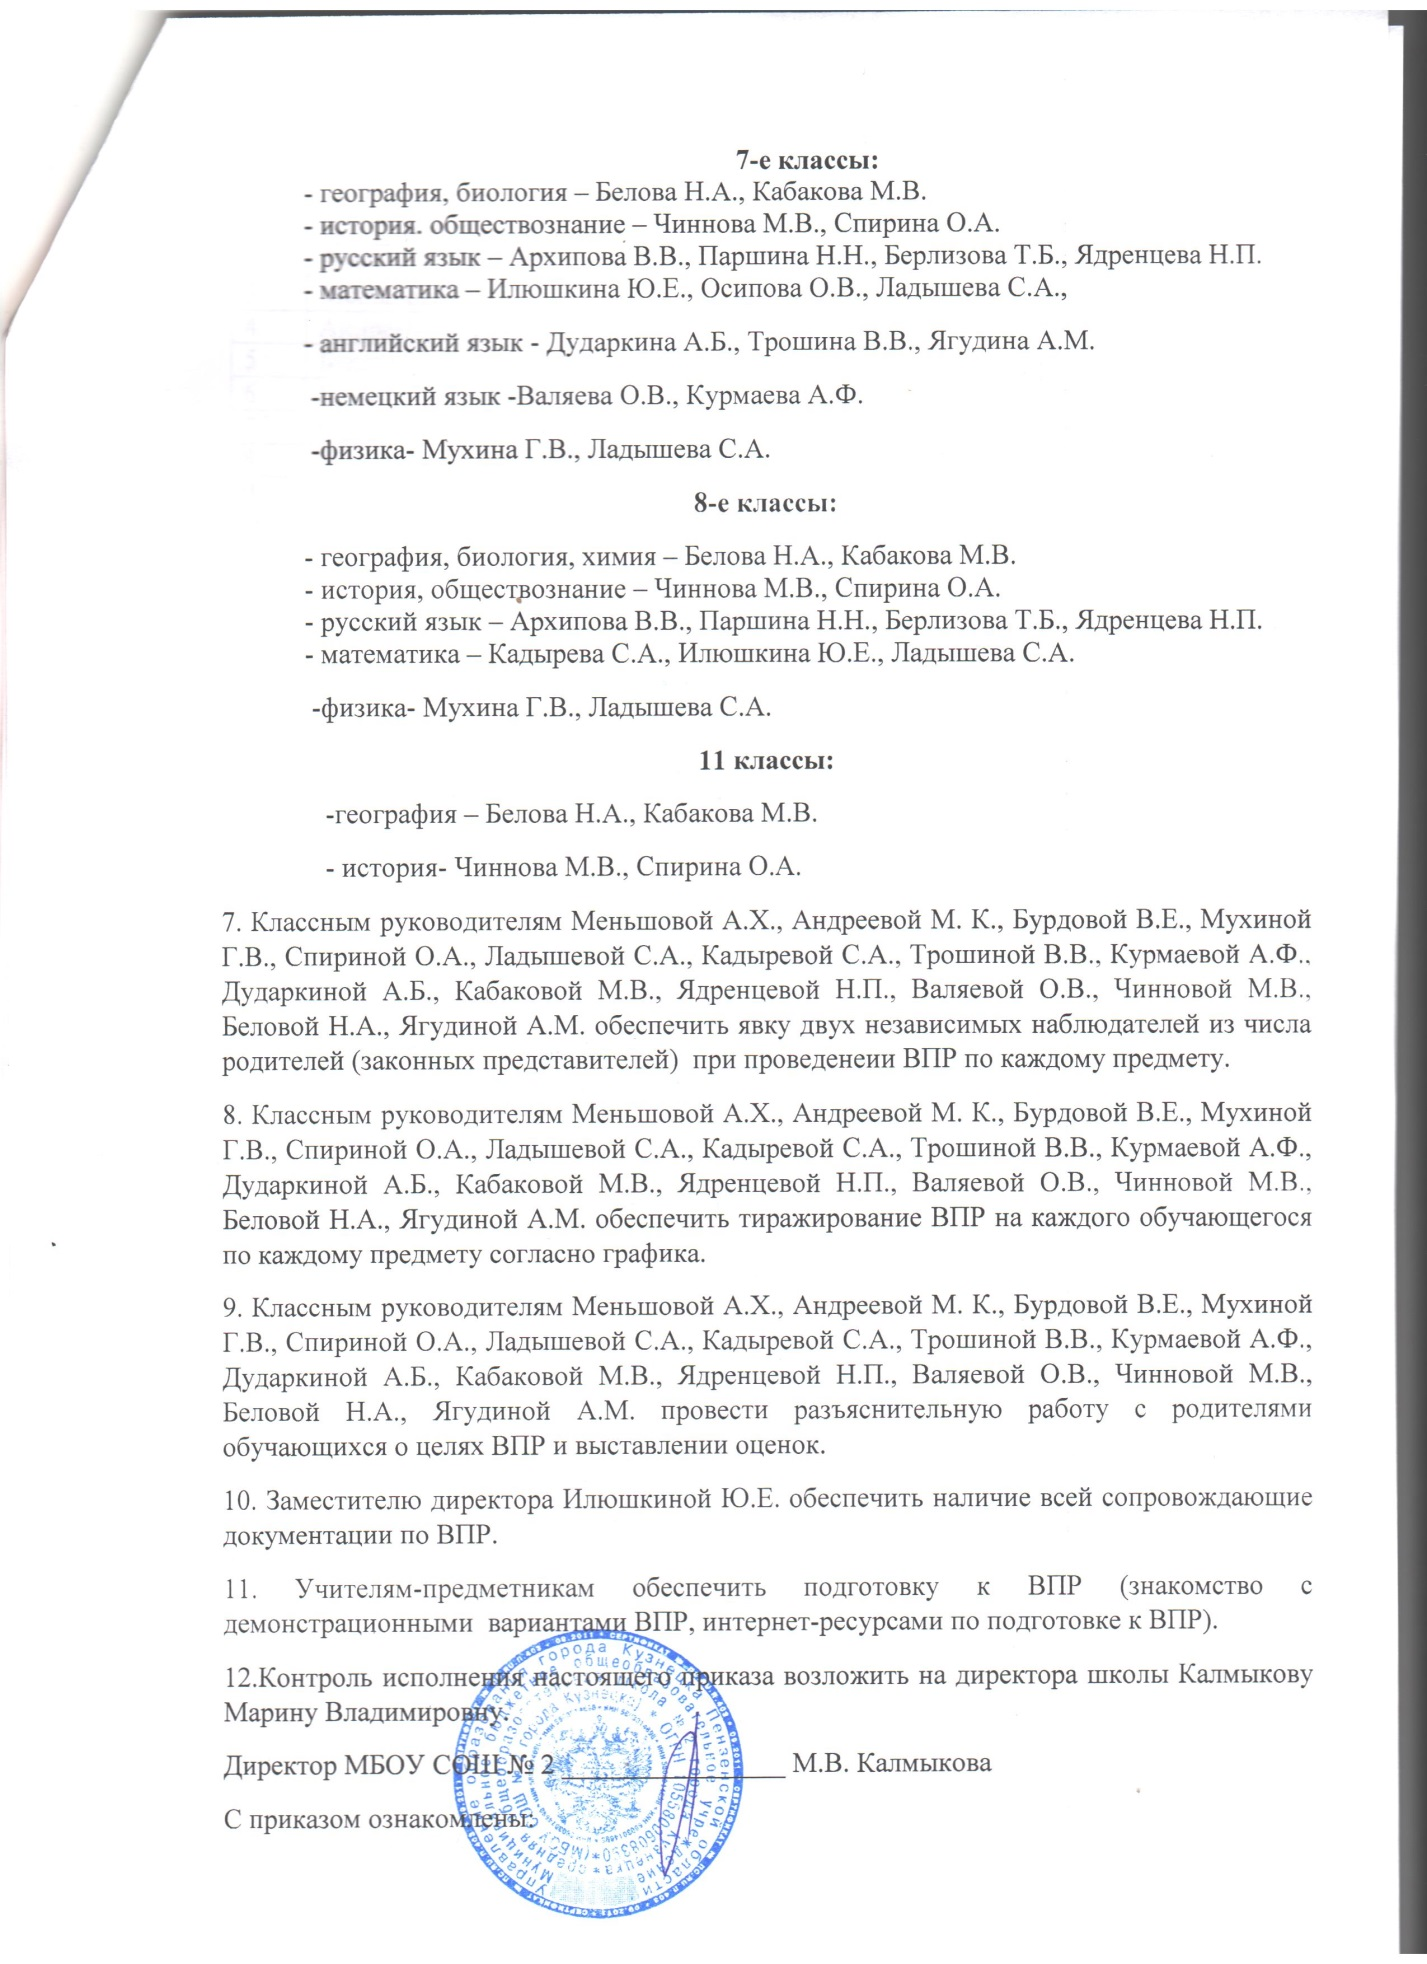 7-е классы:
- география, биология – Белова Н.А., Кабакова М.В.
- история. обществознание – Чиннова М.В., Спирина О.А.
- русский язык – Архипова В.В., Паршина Н.Н., Берлизова Т.Б., Ядренцева Н.П.
- математика – Илюшкина Ю.Е., Осипова О.В., Ладышева С.А.,
- английский язык - Дударкина А.Б., Трошина В.В., Ягудина А.М.
-немецкий язык -Валяева О.В., Курмаева А.Ф.
-физика- Мухина Г.В., Ладышева С.А.
8-е классы:
- география, биология, химия – Белова Н.А., Кабакова М.В.
- история, обществознание – Чиннова М.В., Спирина О.А.
- русский язык – Архипова В.В., Паршина Н.Н., Берлизова Т.Б., Ядренцева Н.П.
- математика – Кадырева С.А., Илюшкина Ю.Е., Ладышева С.А.
-физика- Мухина Г.В., Ладышева С.А.
11 классы:
-география – Белова Н.А., Кабакова М.В.
- история- Чиннова М.В., Спирина О.А.
7. Классным руководителям Меньшовой А.Х., Андреевой М. К., Бурдовой В.Е., Мухиной
Г.В., Спириной О.А., Ладышевой С.А., Кадыревой С.А., Трошиной В.В., Курмаевой А.Ф.,
Дударкиной А.Б., Кабаковой М.В., Ядренцевой Н.П., Валяевой О.В., Чинновой М.В.,
Беловой Н.А., Ягудиной А.М. обеспечить явку двух независимых наблюдателей из числа
родителей (законных представителей)  при проведенеии ВПР по каждому предмету.
8. Классным руководителям Меньшовой А.Х., Андреевой М. К., Бурдовой В.Е., Мухиной
Г.В., Спириной О.А., Ладышевой С.А., Кадыревой С.А., Трошиной В.В., Курмаевой А.Ф.,
Дударкиной А.Б., Кабаковой М.В., Ядренцевой Н.П., Валяевой О.В., Чинновой М.В.,
Беловой Н.А., Ягудиной А.М. обеспечить тиражирование ВПР на каждого обучающегося
по каждому предмету согласно графика.
9. Классным руководителям Меньшовой А.Х., Андреевой М. К., Бурдовой В.Е., Мухиной
Г.В., Спириной О.А., Ладышевой С.А., Кадыревой С.А., Трошиной В.В., Курмаевой А.Ф.,
Дударкиной А.Б., Кабаковой М.В., Ядренцевой Н.П., Валяевой О.В., Чинновой М.В.,
Беловой Н.А., Ягудиной А.М. провести разъяснительную работу с родителями
обучающихся о целях ВПР и выставлении оценок.
10. Заместителю директора Илюшкиной Ю.Е. обеспечить наличие всей сопровождающие
документации по ВПР.
11. Учителям-предметникам обеспечить подготовку к ВПР (знакомство с
демонстрационными  вариантами ВПР, интернет-ресурсами по подготовке к ВПР).
12.Контроль исполнения настоящего приказа возложить на директора школы Калмыкову
Марину Владимировну.
Директор МБОУ СОШ № 2 ________________ М.В. Калмыкова
С приказом ознакомлены:
Управление образования города Кузнецка Пензенской области